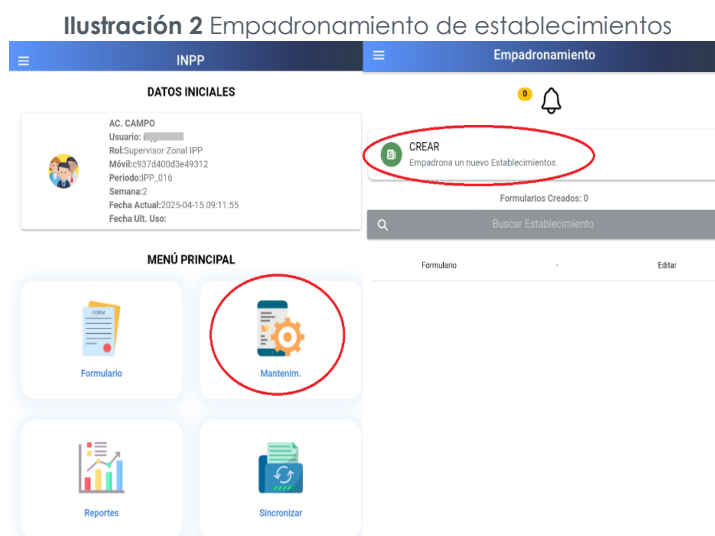 Ilustración 2 Empadronamiento de establecimientos
INPP
DATOS INICIALES
AC. CAMPO
Usuario:
Rol:Supervisor Zonal IPP
Móvil:c937d400d3e49312
Periodo:IPP_016
Semana:2
Fecha Actual:2025-04-15 09:11:55
Fecha Ult. Uso:
MENÚ PRINCIPAL
FORM
Formulario
Mantenim.
Reportes
Sincronizar
Empadronamiento
0
CREAR
Empadrona un nuevo Establecimientos.
Formularios Creados: 0
Buscar Establecimiento
Formulario - Editar